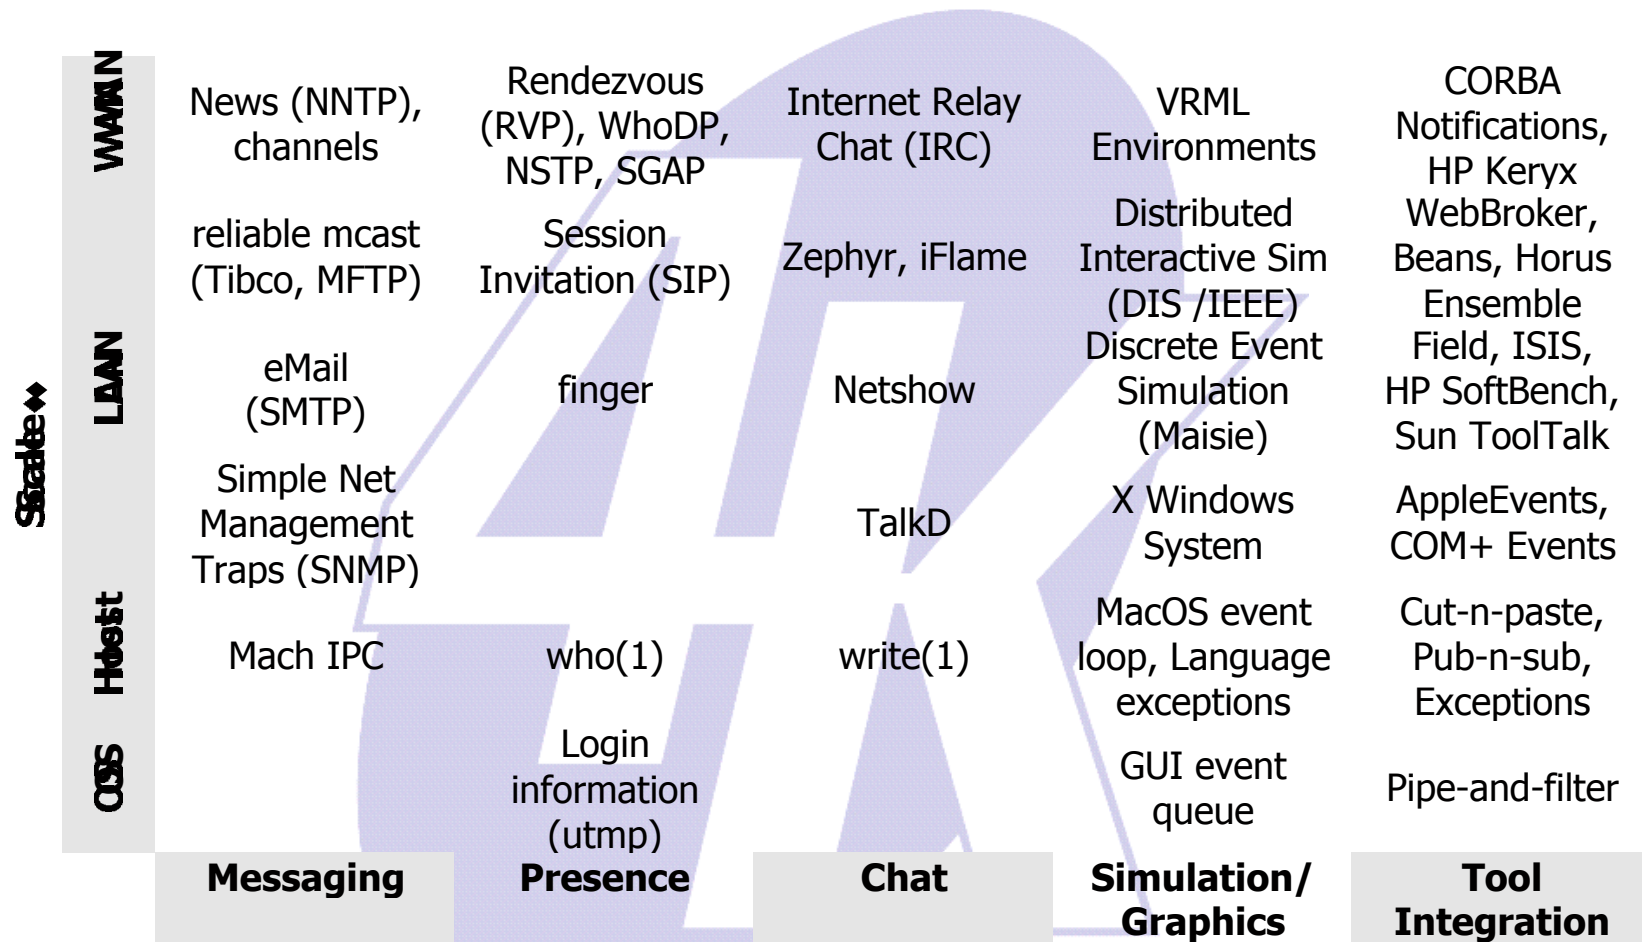 WAN
News (NNTP),
channels
Rendezvous
(RVP), WhoDP,
NSTP, SGAP
Internet Relay
Chat (IRC)
VRML
Environments
CORBA
Notifications,
HP Keryx
reliable mcast
(Tibco, MFTP)
Session
Invitation (SIP)
Zephyr, iFlame
Distributed
Interactive Sim
(DIS /IEEE)
WebBroker,
Beans, Horus
Ensemble
Scale
LAN
eMail
(SMTP)
finger
Netshow
Discrete Event
Simulation
(Maisie)
Field, ISIS,
HP SoftBench,
Sun ToolTalk
Simple Net
Management
Traps (SNMP)
TalkD
X Windows
System
AppleEvents,
COM+ Events
Host
Mach IPC
who(1)
write(1)
MacOS event
loop, Language
exceptions
Cut-n-paste,
Pub-n-sub,
Exceptions
OS
Login
information
(utmp)
GUI event
queue
Pipe-and-filter
Messaging
Presence
Chat
Simulation/
Graphics
Tool
Integration
4K